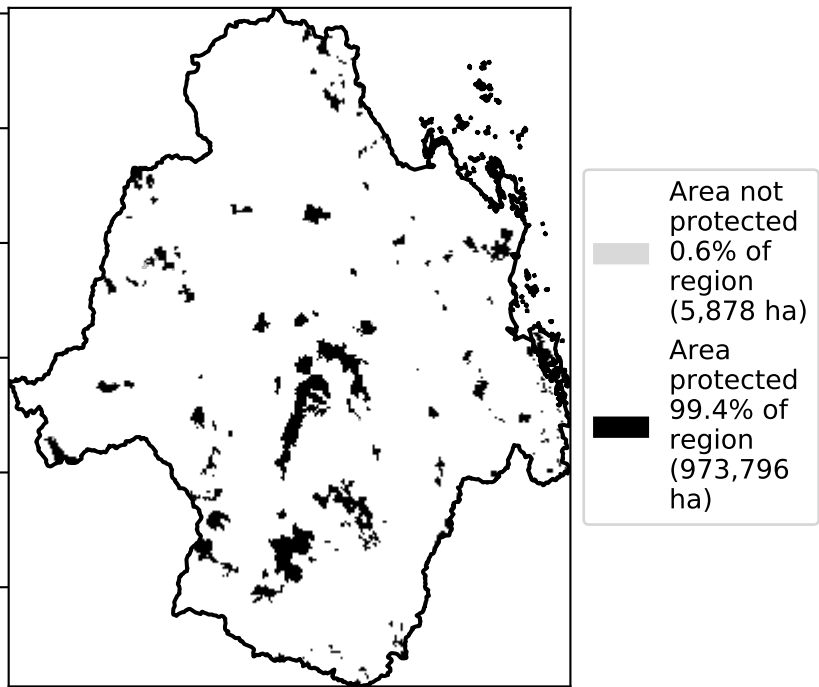 Area not
protected
0.6% of
region
(5,878 ha)
Area
protected
99.4% of
region
(973,796
ha)